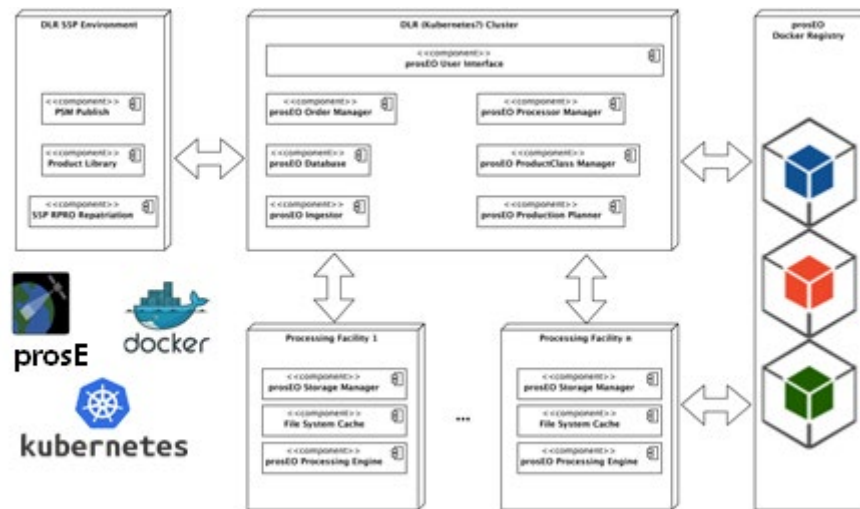 DLR SSP Environment
<<component>>
PSM Publish
<<component>>
Product Library
<<component>>
SSP RPRO Repatriation
DLR (Kubernetes?) Cluster
<<component>>
prosEO User Interface
<<component>>
prosEO Order Manager
<<component>>
prosEO Processor Manager
<<component>>
prosEO Database
<<component>>
prosEO ProductClass Manager
<<component>>
prosEO Ingestor
<<component>>
prosEO Production Planner
prosEO
Docker Registry
prosE
docker
kubernetes
Processing Facility 1
<<component>>
prosEO Storage Manager
<<component>>
File System Cache
<<component>>
prosEO Processing Engine
...
Processing Facility n
<<component>>
prosEO Storage Manager
<<component>>
File System Cache
<<component>>
prosEO Processing Engine